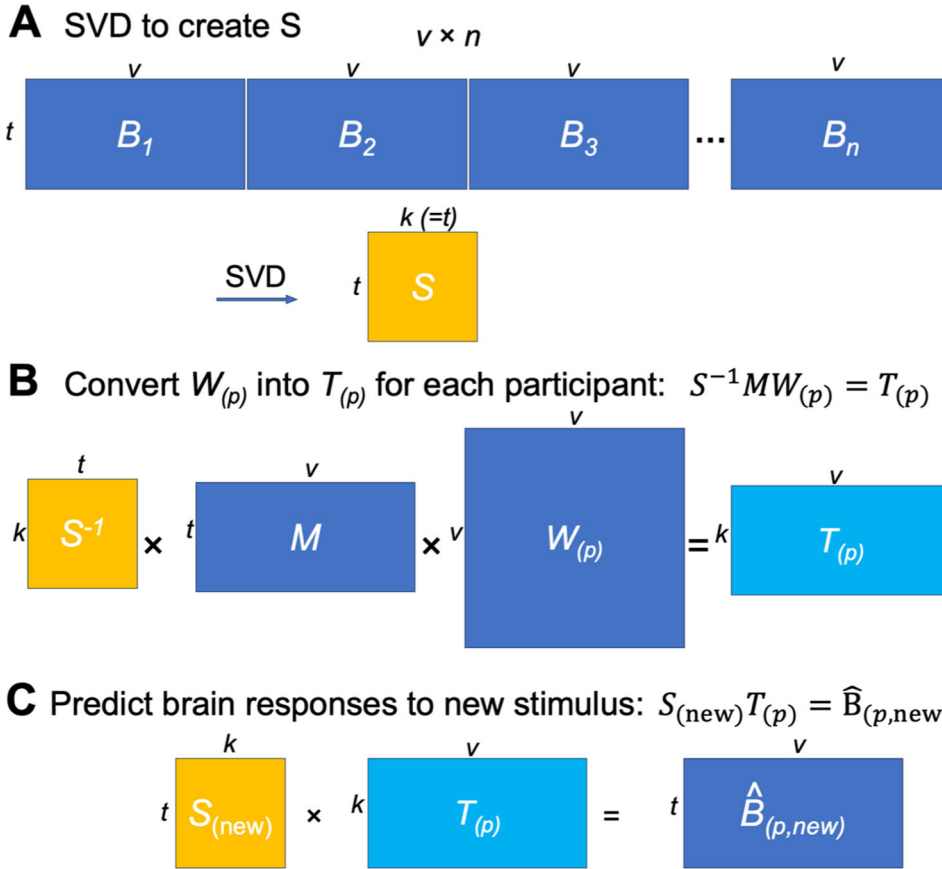 A SVD to create S
v × n
v v v v
t B₁ B₂ B₃ ... Bₙ
k (=t)
SVD t S
B Convert W₍ₚ₎ into T₍ₚ₎ for each participant: S⁻¹MW₍ₚ₎ = T₍ₚ₎
v
t v v
k S⁻¹ × t M × v W₍ₚ₎ = k T₍ₚ₎
C Predict brain responses to new stimulus: S₍new₎T₍ₚ₎ = B̂₍p,new
k v v
t S₍new₎ × k T₍ₚ₎ = t B̂₍p,new₎